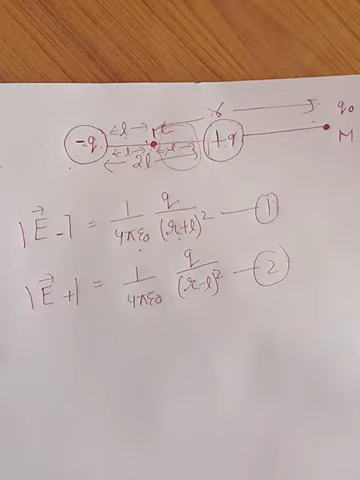 r q₀
-q ←l→ ←l→ +q M
←l→
2l
|E⃗-| = 1/4πε₀ q/(r+l)² — ①
|E⃗+| = 1/4πε₀ q/(r-l)² — ②